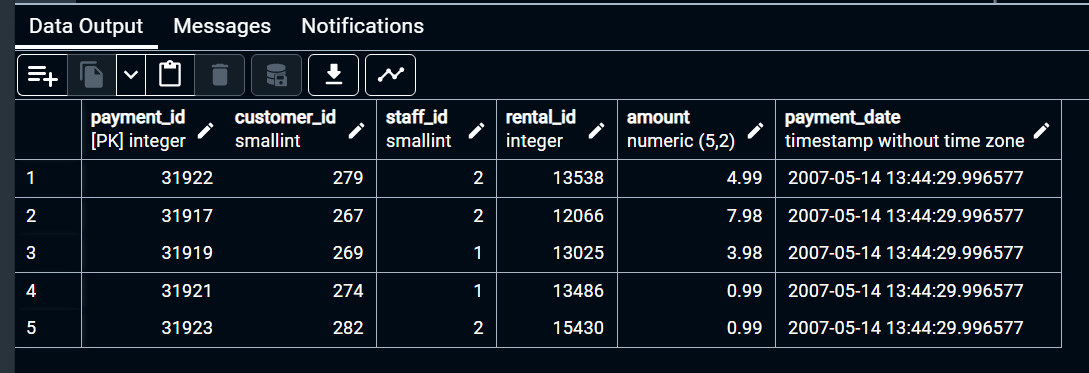 Data Output Messages Notifications
payment_id customer_id staff_id rental_id amount payment_date
[PK] integer smallint smallint integer numeric (5,2) timestamp without time zone
1 31922 279 2 13538 4.99 2007-05-14 13:44:29.996577
2 31917 267 2 12066 7.98 2007-05-14 13:44:29.996577
3 31919 269 1 13025 3.98 2007-05-14 13:44:29.996577
4 31921 274 1 13486 0.99 2007-05-14 13:44:29.996577
5 31923 282 2 15430 0.99 2007-05-14 13:44:29.996577